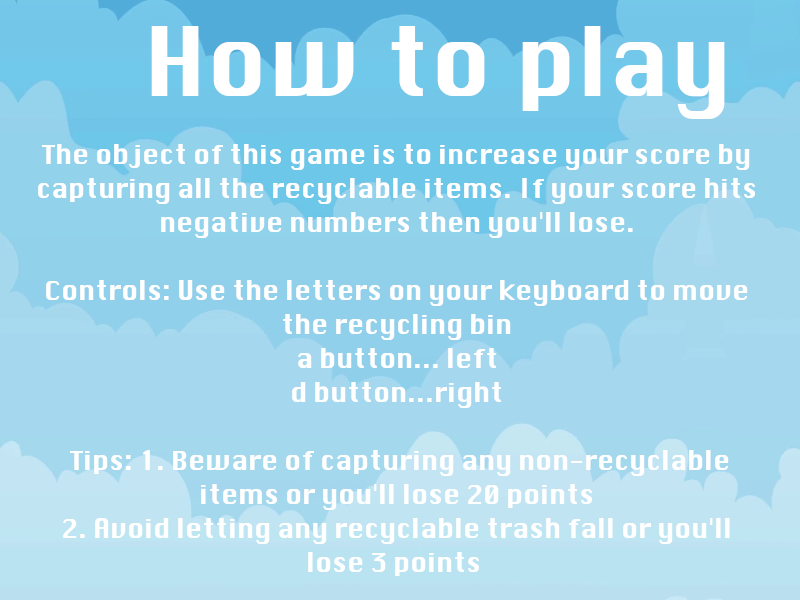 How to play
The object of this game is to increase your score by
capturing all the recyclable items. If your score hits
negative numbers then you'll lose.
Controls: Use the letters on your keyboard to move
the recycling bin
a button... left
d button...right
Tips: 1. Beware of capturing any non-recyclable
items or you'll lose 20 points
2. Avoid letting any recyclable trash fall or you'll
lose 3 points